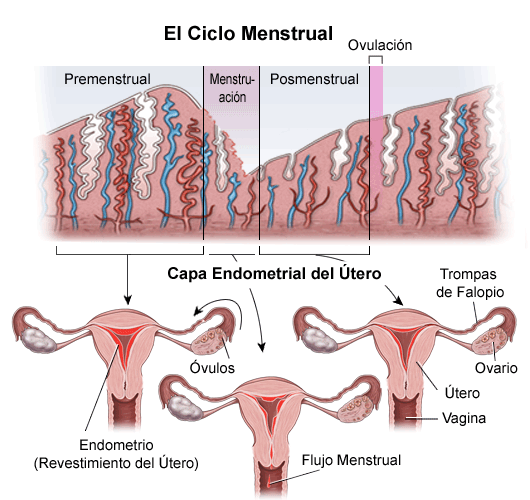 El Ciclo Menstrual
Ovulación
Premenstrual
Menstru-
ación
Posmenstrual
Capa Endometrial del Útero
Trompas
de Falopio
Óvulos
Ovario
Útero
Vagina
Endometrio
(Revestimiento del Útero)
Flujo Menstrual